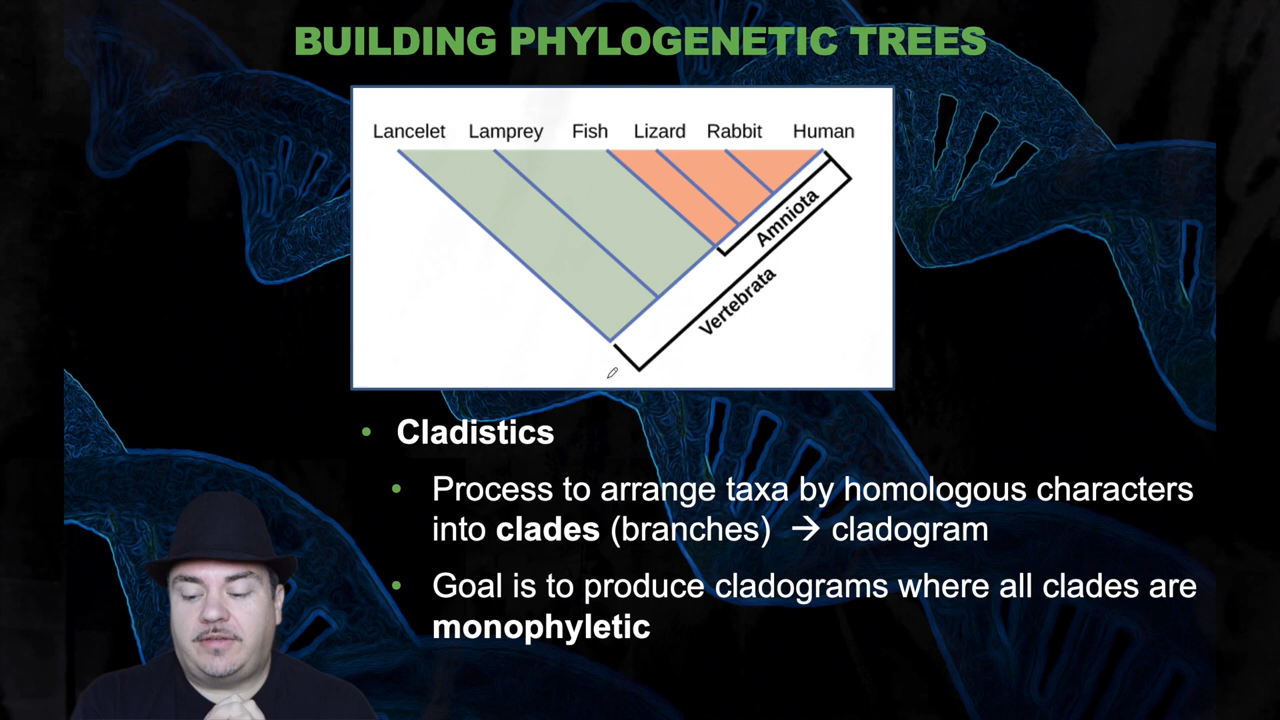 BUILDING PHYLOGENETIC TREES
Lancelet Lamprey Fish Lizard Rabbit Human
Amniota
Vertebrata
• Cladistics
• Process to arrange taxa by homologous characters
into clades (branches) → cladogram
• Goal is to produce cladograms where all clades are
monophyletic